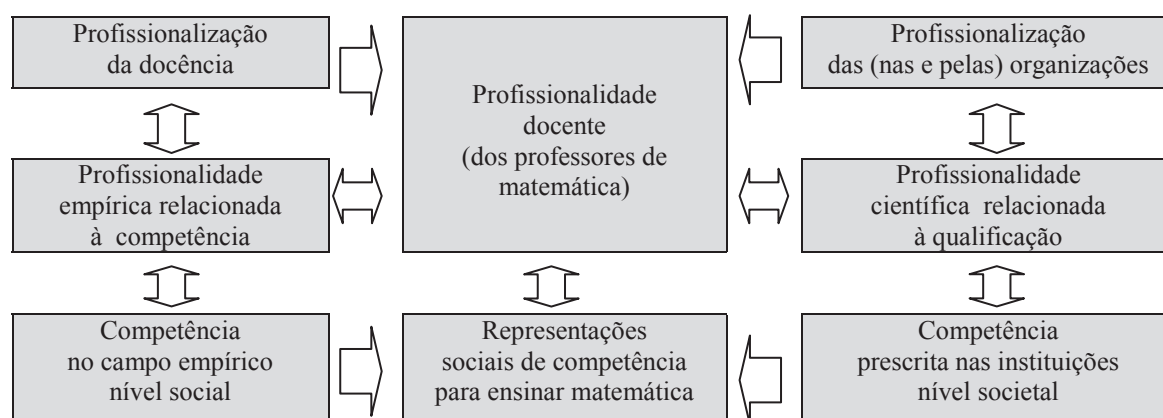 Profissionalização
da docência
Profissionalidade
docente
(dos professores de
matemática)
Profissionalização
das (nas e pelas) organizações
Profissionalidade
empírica relacionada
à competência
Profissionalidade
científica relacionada
à qualificação
Competência
no campo empírico
nível social
Representações
sociais de competência
para ensinar matemática
Competência
prescrita nas instituições
nível societal